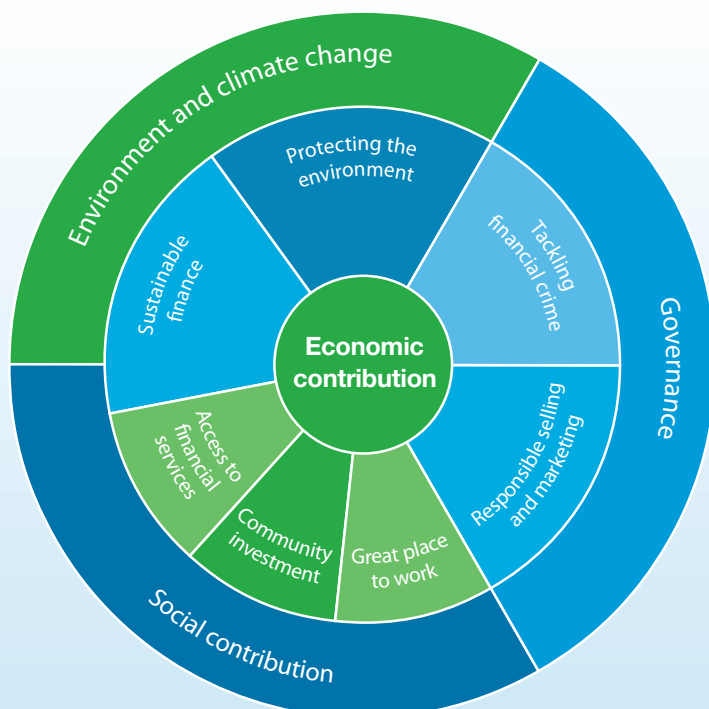 Environment and climate change
Protecting the
environment
Tackling
financial crime
Governance
Sustainable
finance
Economic
contribution
Responsible selling
and marketing
Access to
financial
services
Community
investment
Great place
to work
Social contribution